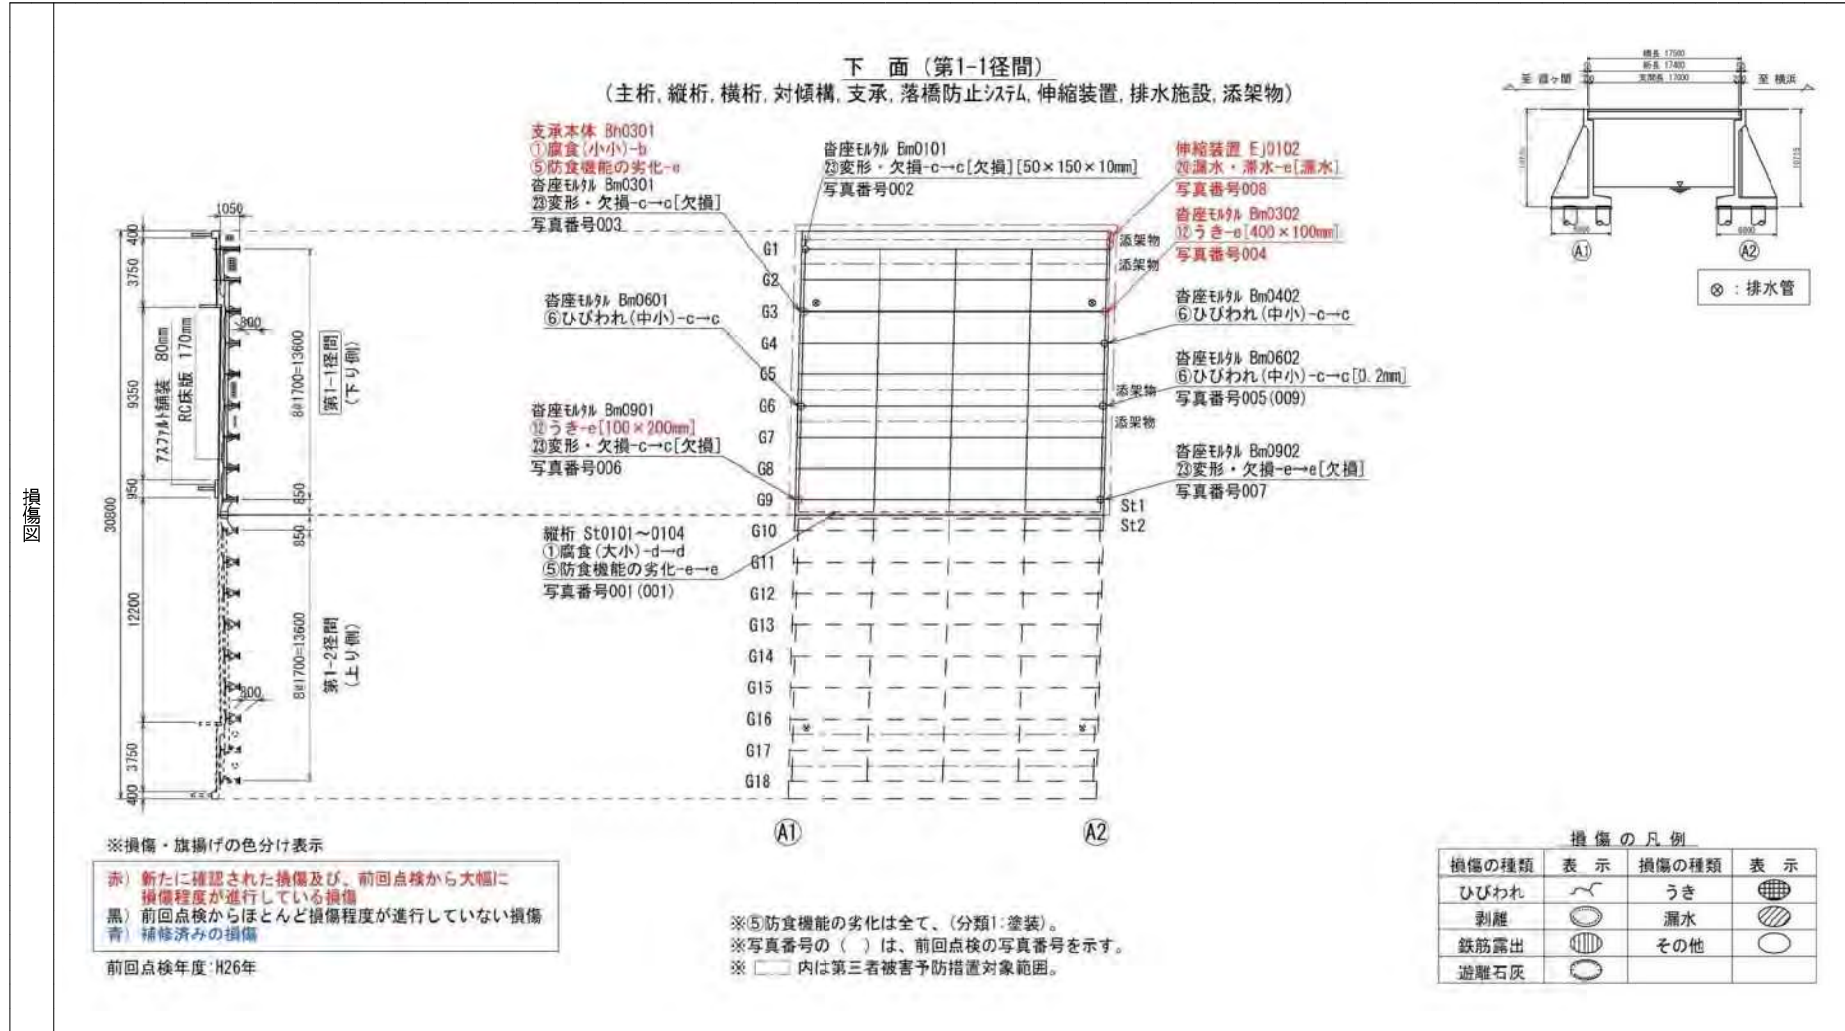 損傷図
下 面 (第1-1径間)
(主桁, 縦桁, 横桁, 対傾構, 支承, 落橋防止システム, 伸縮装置, 排水施設, 添架物)
支承本体 Bh0301
①腐食(小小)-b
⑤防食機能の劣化-e
沓座モルタル Bm0301
㉓変形・欠損-c→c[欠損]
写真番号003
沓座モルタル Bm0101
㉓変形・欠損-c→c[欠損][50×150×10mm]
写真番号002
伸縮装置 Ej0102
⑳漏水・滞水-e[漏水]
写真番号008
沓座モルタル Bm0302
⑫うき-e[400×100mm]
写真番号004
沓座モルタル Bm0601
⑥ひびわれ(中小)-c→c
沓座モルタル Bm0402
⑥ひびわれ(中小)-c→c
沓座モルタル Bm0602
⑥ひびわれ(中小)-c→c[0.2mm]
写真番号005(009)
沓座モルタル Bm0901
⑫うき-e[100×200mm]
㉓変形・欠損-c→c[欠損]
写真番号006
沓座モルタル Bm0902
㉓変形・欠損-e→e[欠損]
写真番号007
縦桁 St0101～0104
①腐食(大小)-d→d
⑤防食機能の劣化-e→e
写真番号001(001)
添架物
添架物
添架物
添架物
St1
St2
G1
G2
G3
G4
G5
G6
G7
G8
G9
G10
G11
G12
G13
G14
G15
G16
G17
G18
A1
A2
1050
400
3750
9350
950
30800
12200
3750
400
アスファルト舗装 80mm
RC床版 170mm
300
8@1700=13600
第1-1径間
(下り側)
850
850
8@1700=13600
第1-2径間
(上り側)
300
橋長 17500
桁長 17400
支間長 17000
至 霞ヶ関
至 横浜
A1
A2
⊗ : 排水管
※損傷・旗揚げの色分け表示
赤) 新たに確認された損傷及び、前回点検から大幅に
損傷程度が進行している損傷
黒) 前回点検からほとんど損傷程度が進行していない損傷
青) 補修済みの損傷
前回点検年度:H26年
※⑤防食機能の劣化は全て、(分類1:塗装)。
※写真番号の ( ) は、前回点検の写真番号を示す。
※ 内は第三者被害予防措置対象範囲。
損 傷 の 凡 例
損傷の種類 表 示 損傷の種類 表 示
ひびわれ うき
剥離 漏水
鉄筋露出 その他
遊離石灰